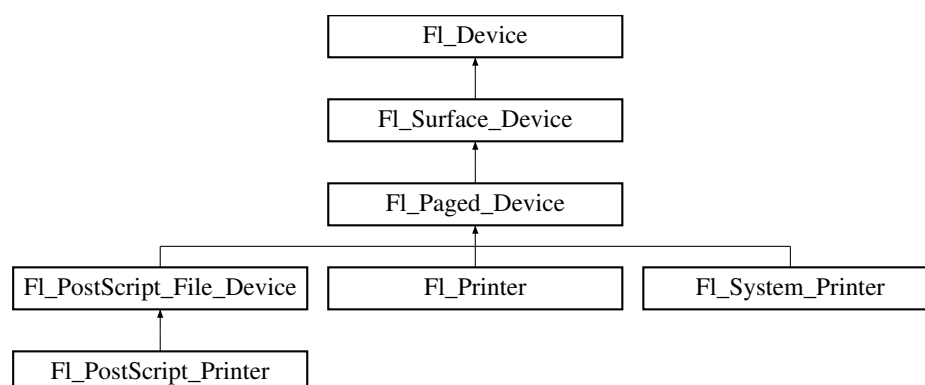 Fl_Device
Fl_Surface_Device
Fl_Paged_Device
Fl_PostScript_File_Device
Fl_Printer
Fl_System_Printer
Fl_PostScript_Printer